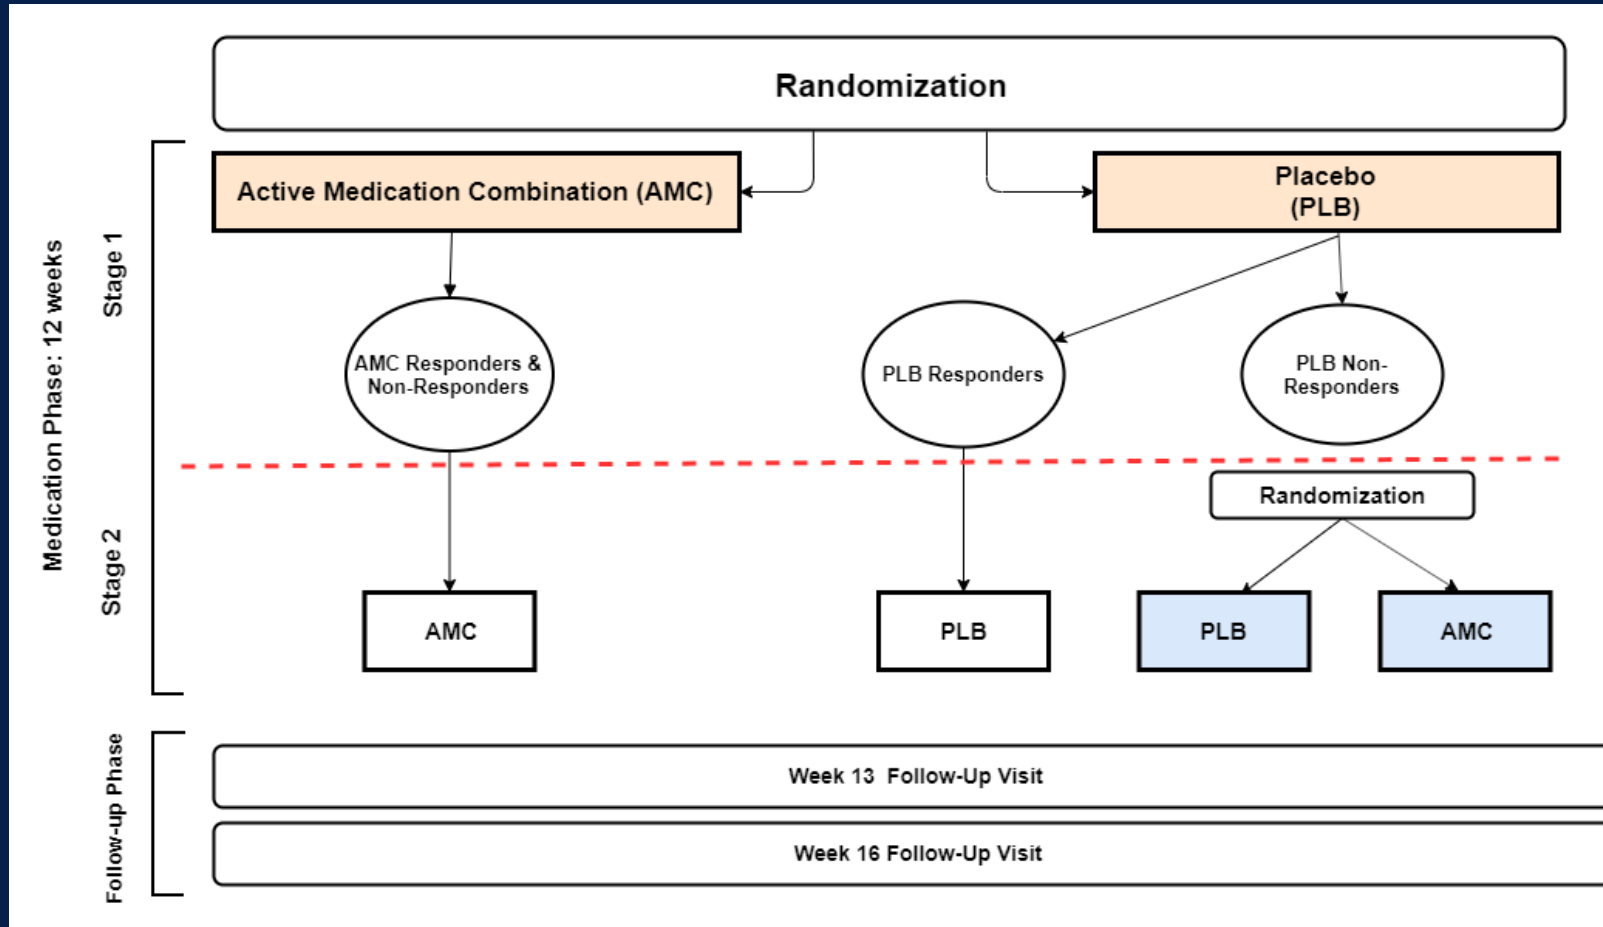 Randomization
Active Medication Combination (AMC)
Placebo
(PLB)
Medication Phase: 12 weeks
Stage 1
AMC Responders &
Non-Responders
PLB Responders
PLB Non-
Responders
Stage 2
Randomization
AMC
PLB
PLB
AMC
Follow-up Phase
Week 13 Follow-Up Visit
Week 16 Follow-Up Visit